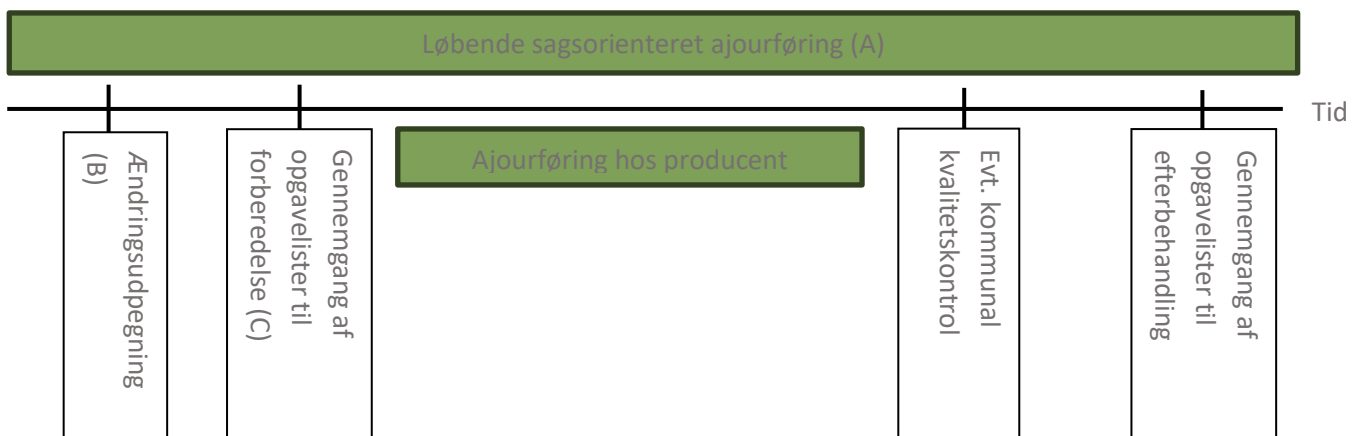 Løbende sagsorienteret ajourføring (A)
Tid
Ændringsudpegning
(B)
Gennemgang af
opgavelister til
forberedelse (C)
Ajourføring hos producent
Evt. kommunal
kvalitetskontrol
Gennemgang af
opgavelister til
efterbehandling